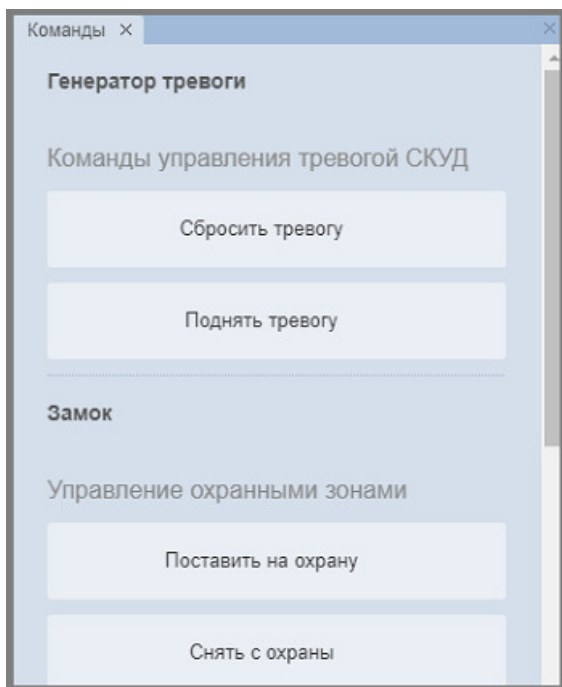 Команды
Генератор тревоги
Команды управления тревогой СКУД
Сбросить тревогу
Поднять тревогу
Замок
Управление охранными зонами
Поставить на охрану
Снять с охраны